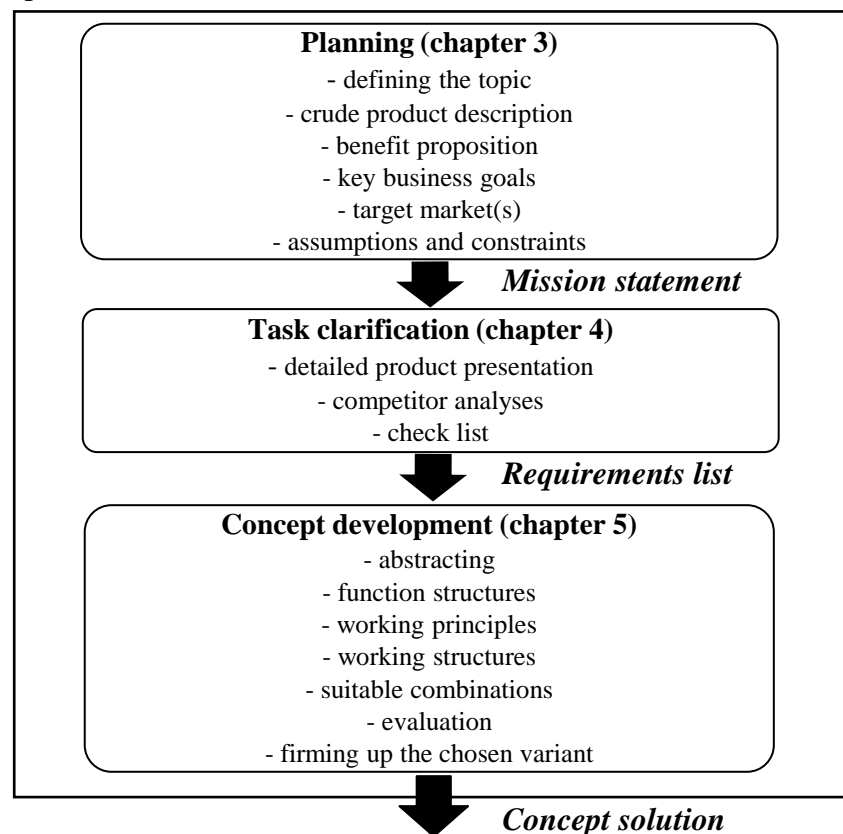 Planning (chapter 3)
- defining the topic
- crude product description
- benefit proposition
- key business goals
- target market(s)
- assumptions and constraints
Mission statement
Task clarification (chapter 4)
- detailed product presentation
- competitor analyses
- check list
Requirements list
Concept development (chapter 5)
- abstracting
- function structures
- working principles
- working structures
- suitable combinations
- evaluation
- firming up the chosen variant
Concept solution